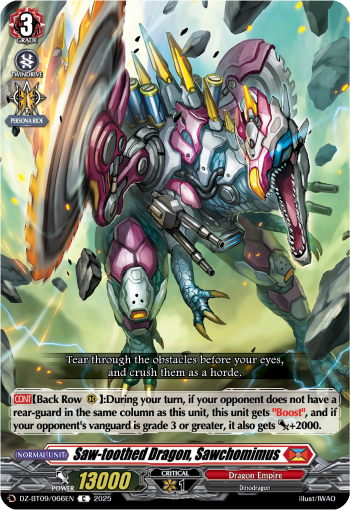 3
GRADE
TWINDRIVE
PERSONA RIDE
Tear through the obstacles before your eyes,
and crush them as a horde.
CONT【Back Row R】:During your turn, if your opponent does not have a
rear-guard in the same column as this unit, this unit gets "Boost", and if
your opponent's vanguard is grade 3 or greater, it also gets +2000.
NORMAL UNIT
Saw-toothed Dragon, Sawchomimus
POWER 13000
CRITICAL
1
Dragon Empire
Dinodragon
DZ-BT09/066EN C 2025
illust/IWAO